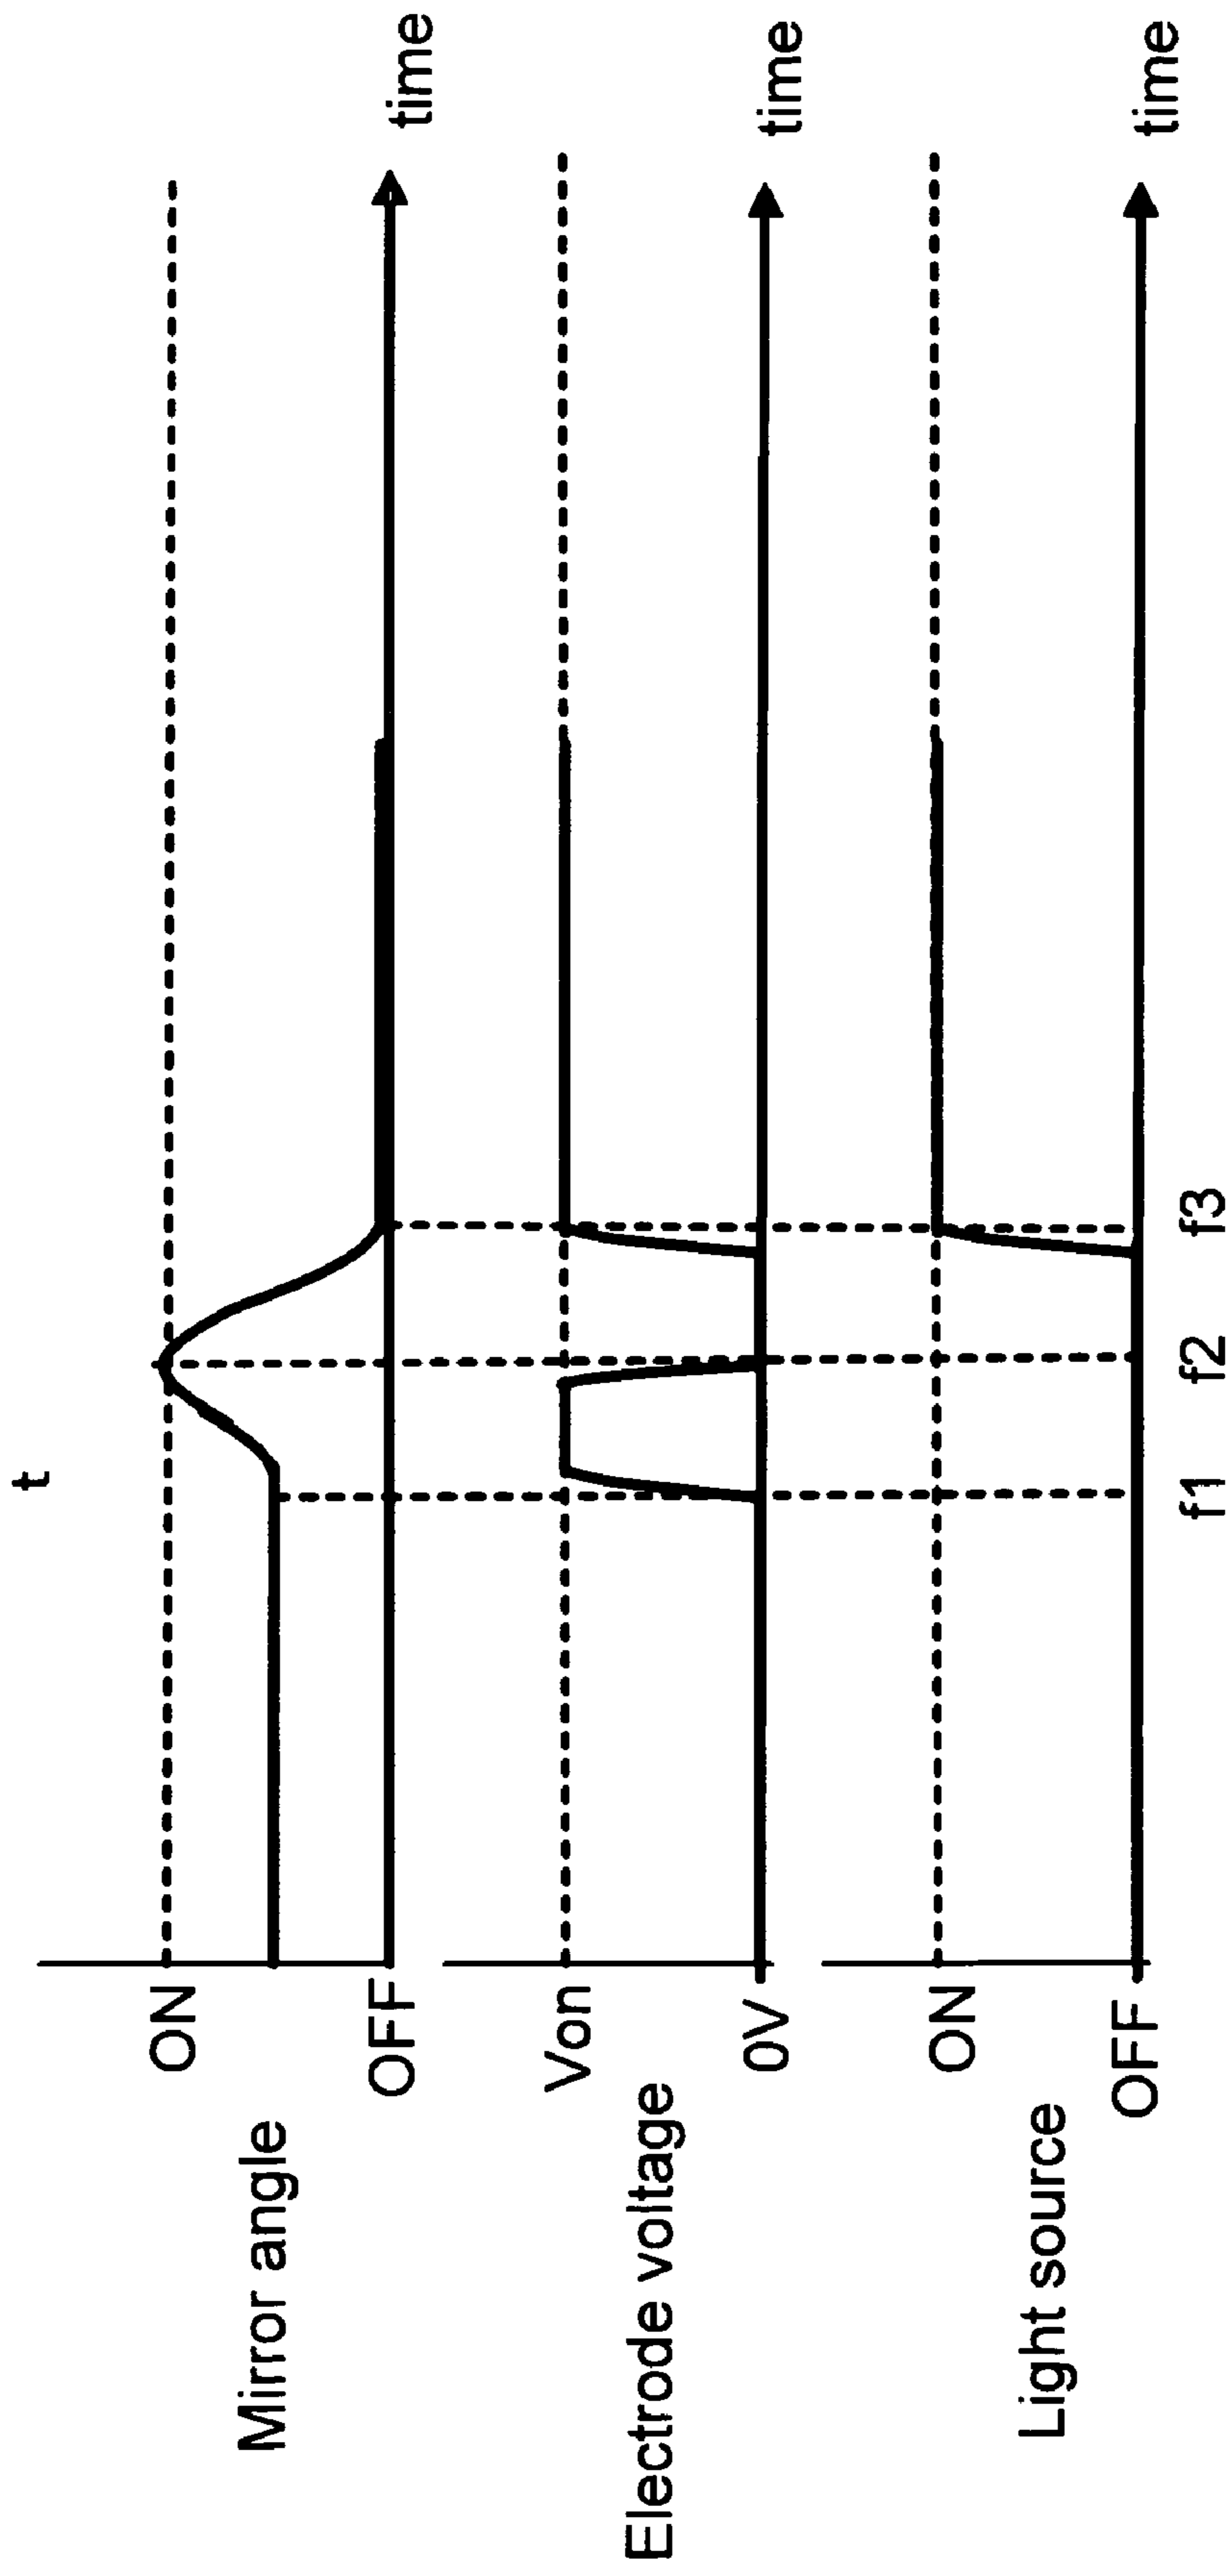 t
Mirror angle
ON
OFF
time
Electrode voltage
Von
0V
time
Light source
ON
OFF
time
f1 f2 f3